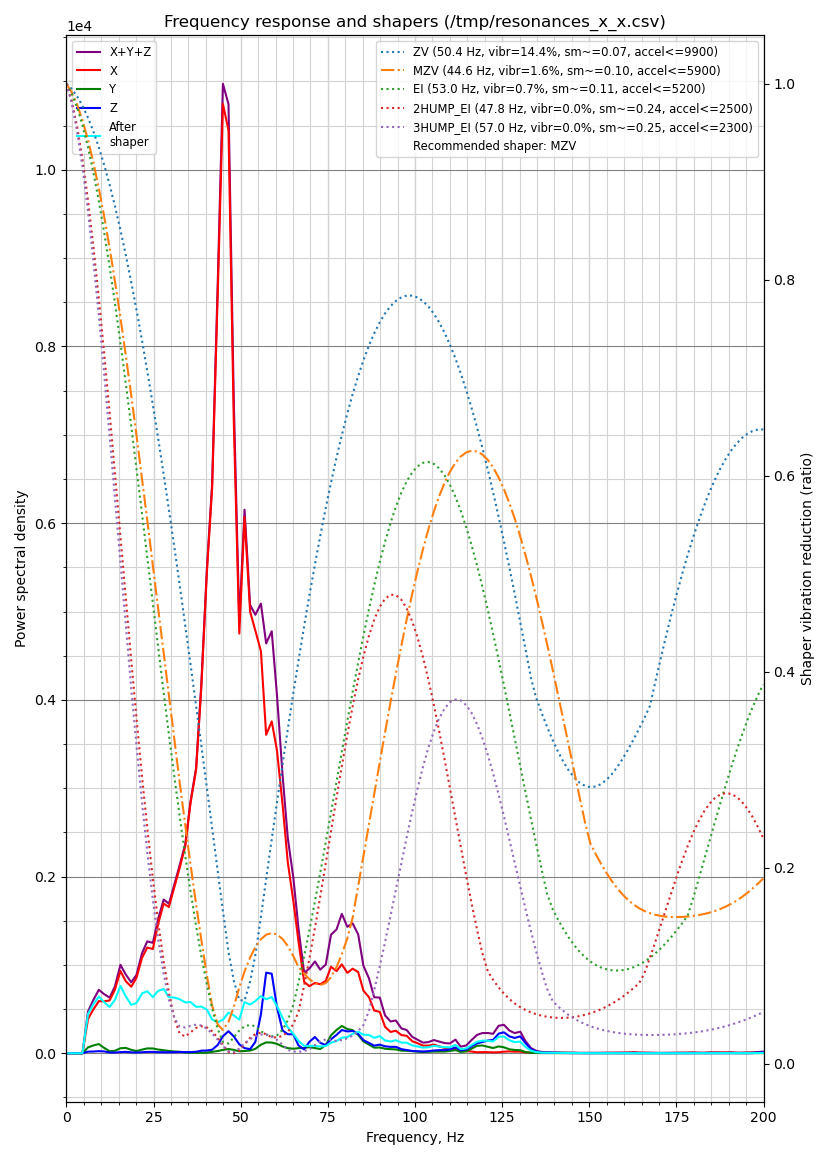 Frequency response and shapers (/tmp/resonances_x_x.csv)
1e4
X+Y+Z
X
Y
Z
After
shaper
ZV (50.4 Hz, vibr=14.4%, sm~=0.07, accel<=9900)
MZV (44.6 Hz, vibr=1.6%, sm~=0.10, accel<=5900)
EI (53.0 Hz, vibr=0.7%, sm~=0.11, accel<=5200)
2HUMP_EI (47.8 Hz, vibr=0.0%, sm~=0.24, accel<=2500)
3HUMP_EI (57.0 Hz, vibr=0.0%, sm~=0.25, accel<=2300)
Recommended shaper: MZV
1.0
0.8
0.6
0.4
0.2
0.0
Power spectral density
1.0
0.8
0.6
0.4
0.2
0.0
Shaper vibration reduction (ratio)
0 25 50 75 100 125 150 175 200
Frequency, Hz